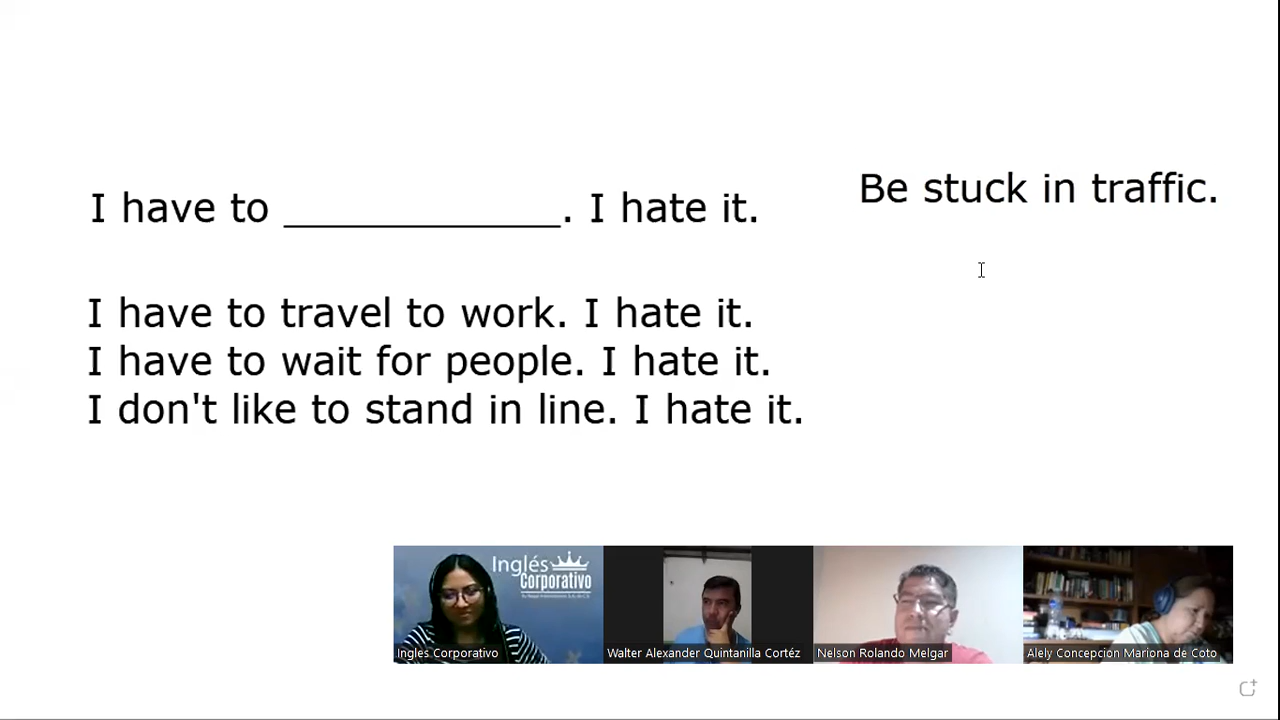 I have to _____________. I hate it.
Be stuck in traffic.
I have to travel to work. I hate it.
I have to wait for people. I hate it.
I don't like to stand in line. I hate it.
Inglés
Corporativo
Ingles Corporativo
Walter Alexander Quintanilla Cortéz
Nelson Rolando Melgar
Alely Concepcion Mariona de Coto